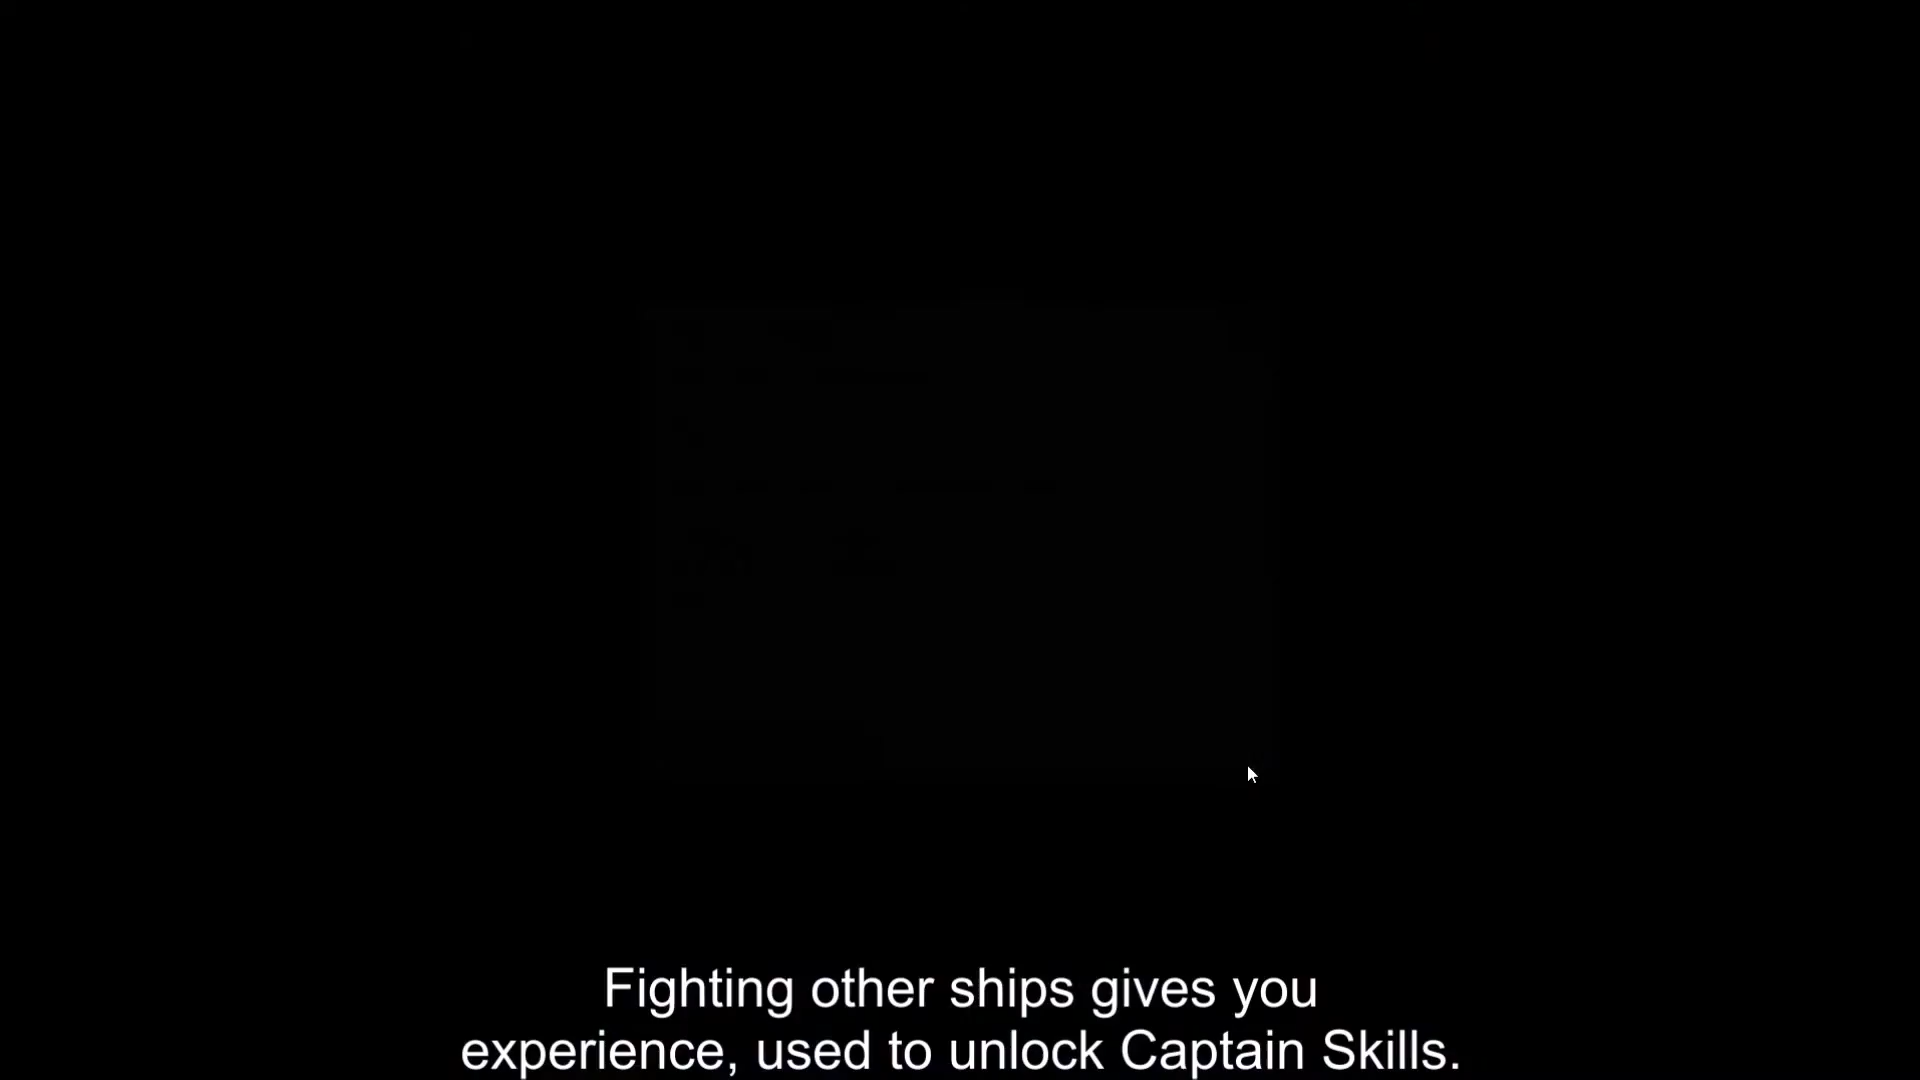 Fighting other ships gives you
experience, used to unlock Captain Skills.